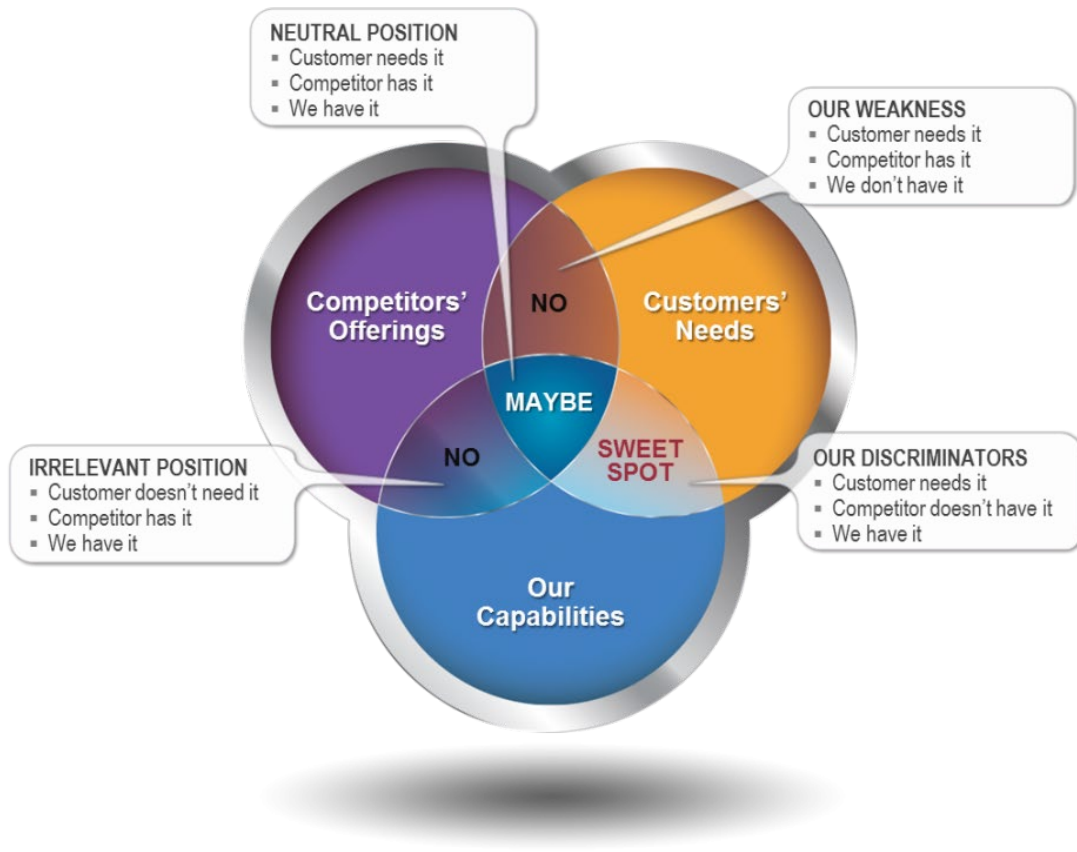 NEUTRAL POSITION
▪ Customer needs it
▪ Competitor has it
▪ We have it
OUR WEAKNESS
▪ Customer needs it
▪ Competitor has it
▪ We don't have it
Competitors'
Offerings
NO
Customers'
Needs
MAYBE
NO
SWEET
SPOT
IRRELEVANT POSITION
▪ Customer doesn't need it
▪ Competitor has it
▪ We have it
OUR DISCRIMINATORS
▪ Customer needs it
▪ Competitor doesn't have it
▪ We have it
Our
Capabilities